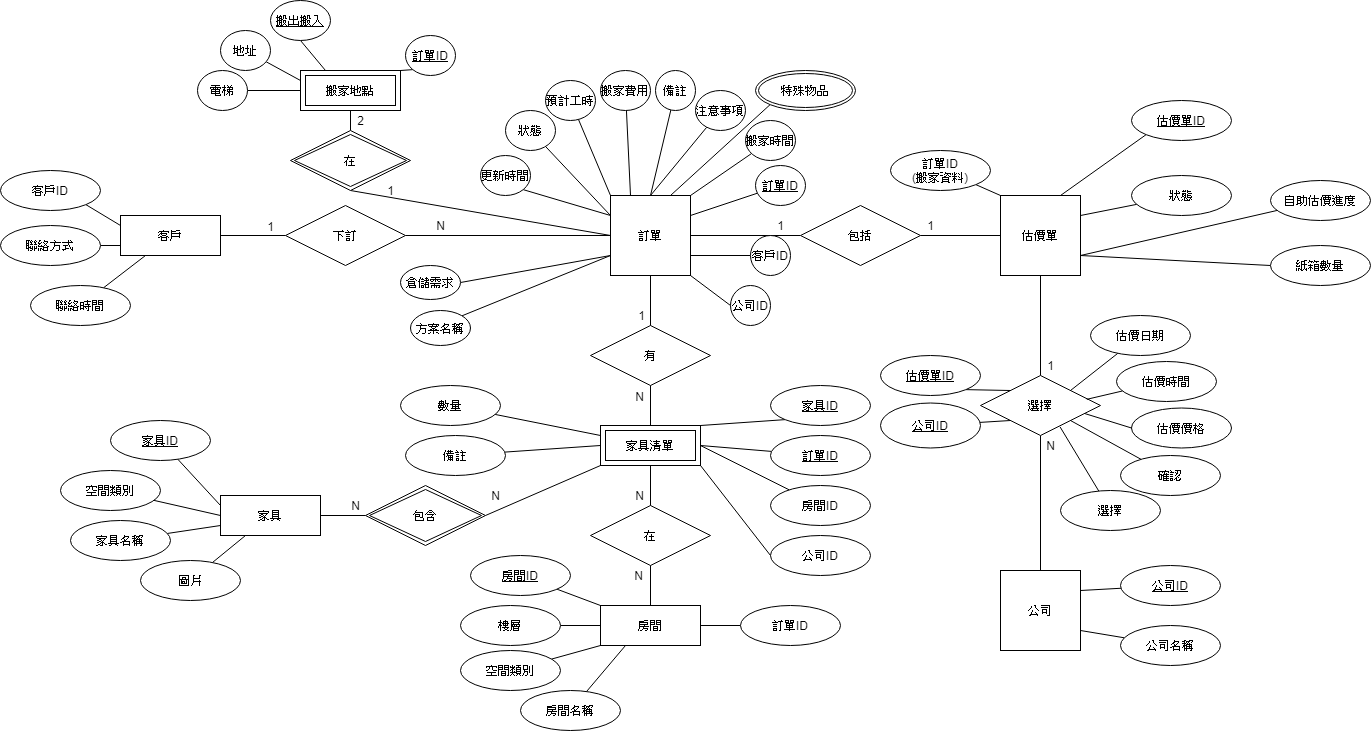 搬出搬入
地址
訂單ID
電梯
搬家地點
2
在
1
預計工時
搬家費用
備註
特殊物品
狀態
注意事項
搬家時間
更新時間
訂單ID
估價單ID
訂單ID
(搬家資料)
狀態
自助估價進度
紙箱數量
客戶ID
聯絡方式
聯絡時間
客戶
1
下訂
N
訂單
1
包括
1
估價單
客戶ID
公司ID
倉儲需求
方案名稱
1
有
N
1
估價日期
估價單ID
估價時間
公司ID
選擇
估價價格
N
確認
選擇
數量
備註
家具清單
家具ID
訂單ID
房間ID
公司ID
家具ID
空間類別
家具名稱
圖片
家具
N
包含
N
N
在
N
房間ID
樓層
空間類別
房間名稱
房間
訂單ID
公司
公司ID
公司名稱